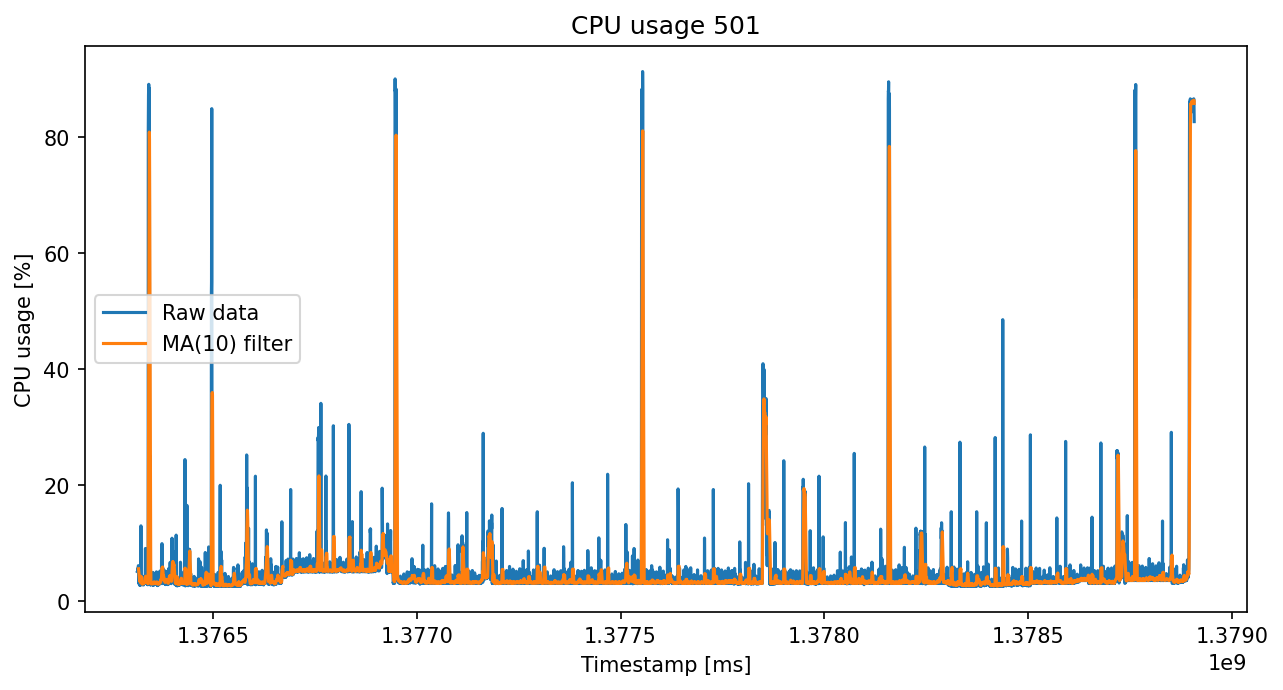 CPU usage 501
80
60
40
20
0
CPU usage [%]
Raw data
MA(10) filter
1.3765
1.3770
1.3775
1.3780
1.3785
1.3790
1e9
Timestamp [ms]